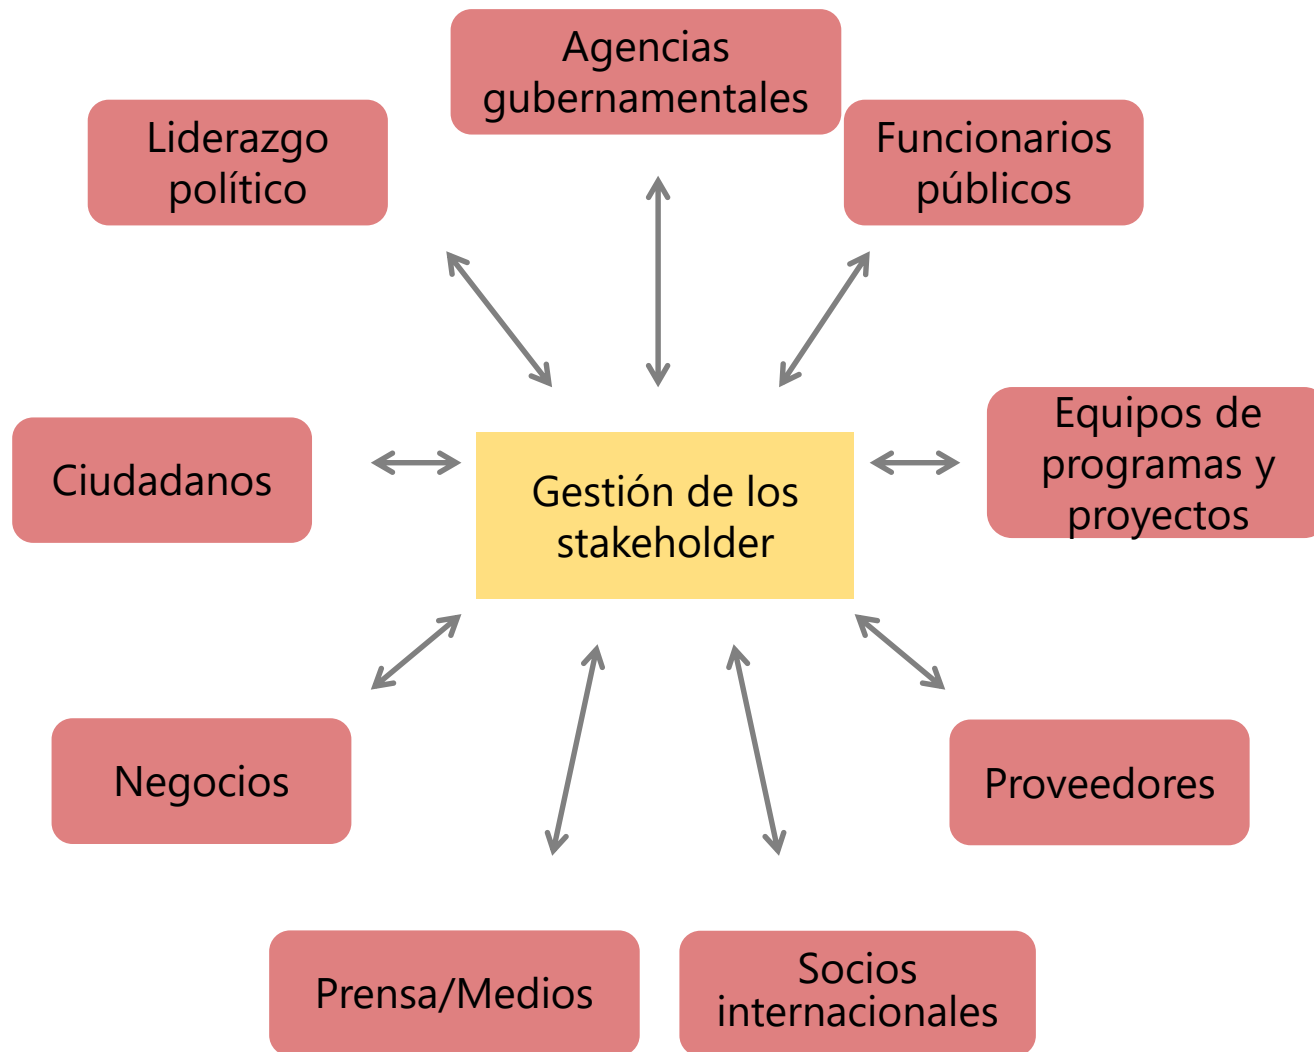 Agencias
gubernamentales
Liderazgo
político
Funcionarios
públicos
Equipos de
programas y
proyectos
Ciudadanos
Gestión de los
stakeholder
Negocios
Proveedores
Prensa/Medios
Socios
internacionales